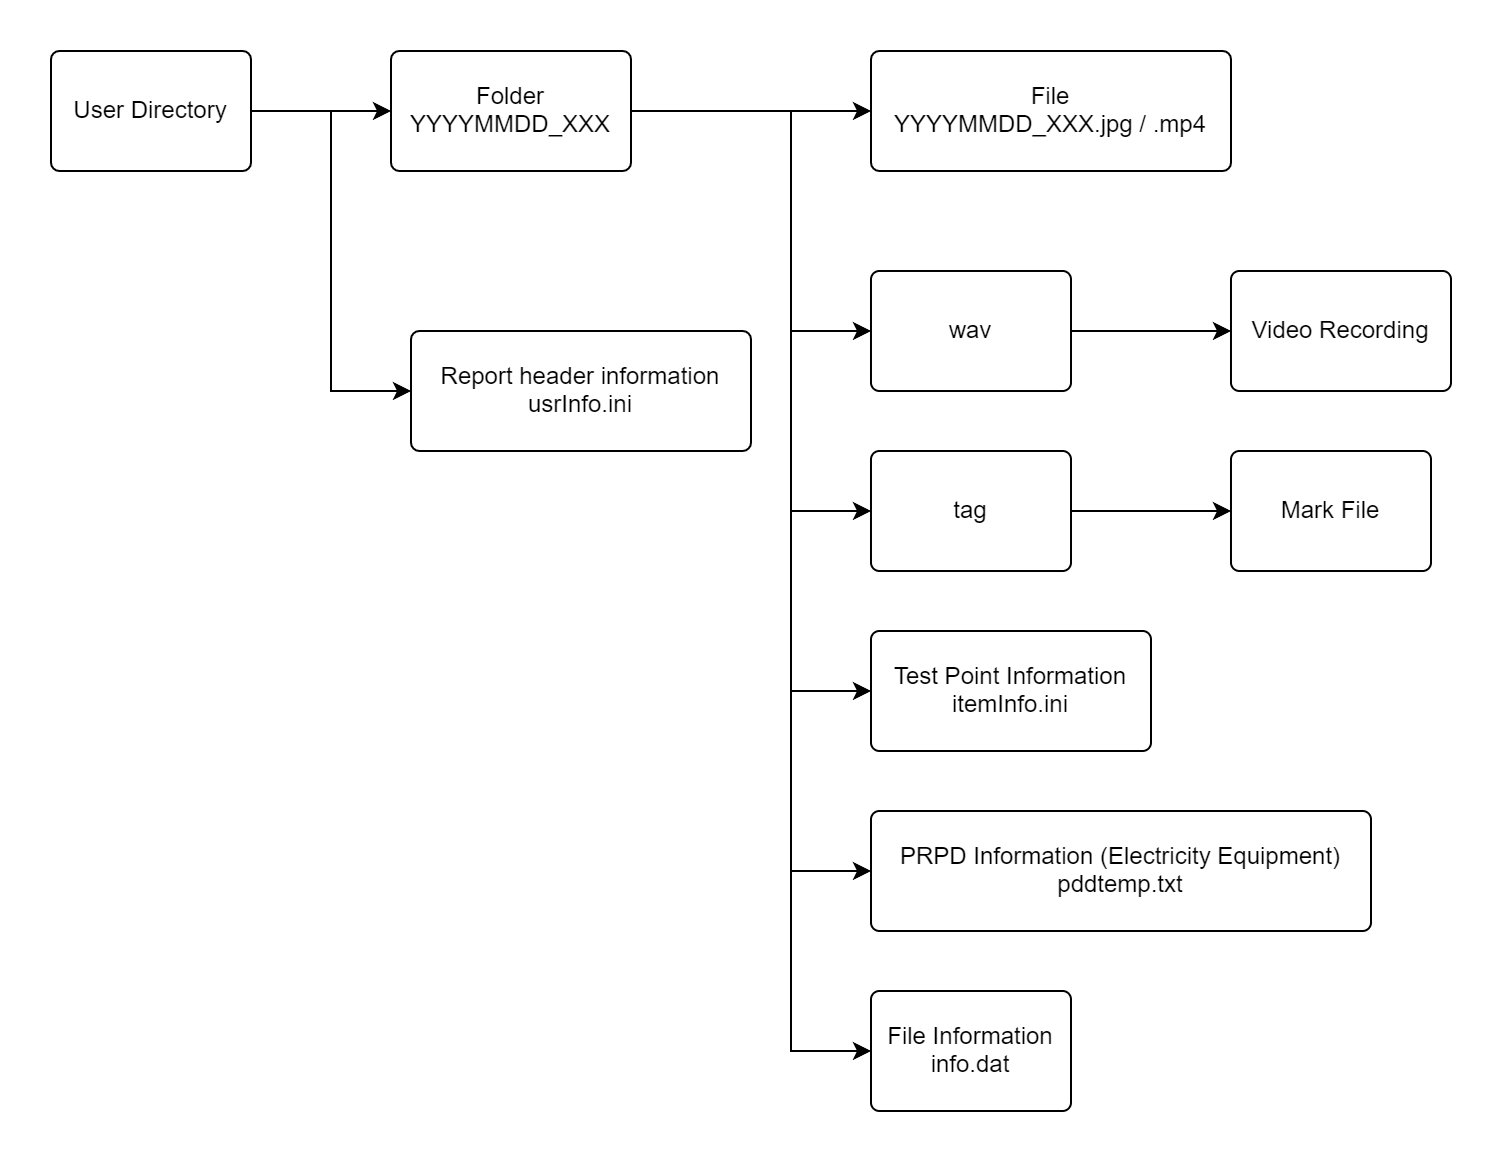 User Directory
Folder
YYYYMMDD_XXX
File
YYYYMMDD_XXX.jpg / .mp4
wav
Video Recording
Report header information
usrInfo.ini
tag
Mark File
Test Point Information
itemInfo.ini
PRPD Information (Electricity Equipment)
pddtemp.txt
File Information
info.dat